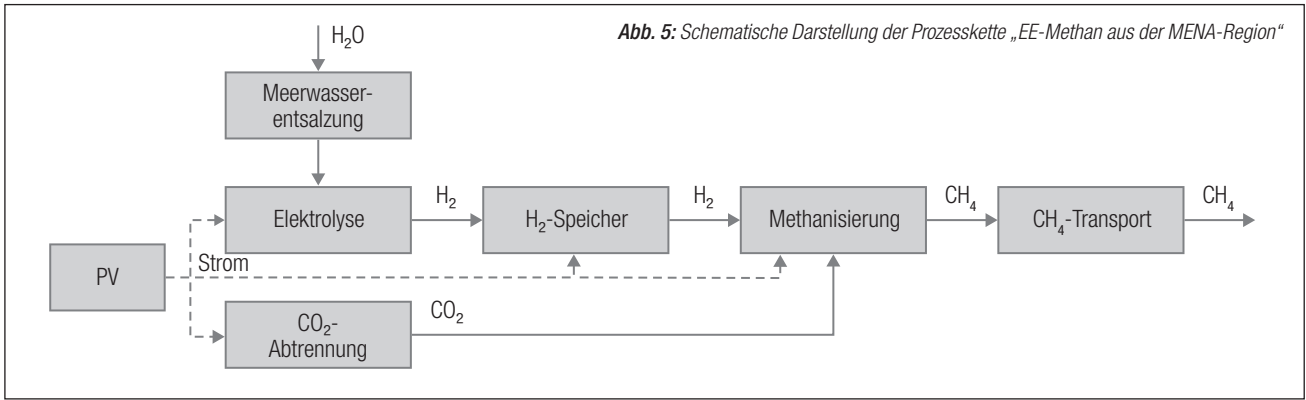 Abb. 5: Schematische Darstellung der Prozesskette „EE-Methan aus der MENA-Region“
H₂O
Meerwasser-
entsalzung
Elektrolyse
H₂
H₂-Speicher
H₂
Methanisierung
CH₄
CH₄-Transport
CH₄
PV
Strom
CO₂-
Abtrennung
CO₂